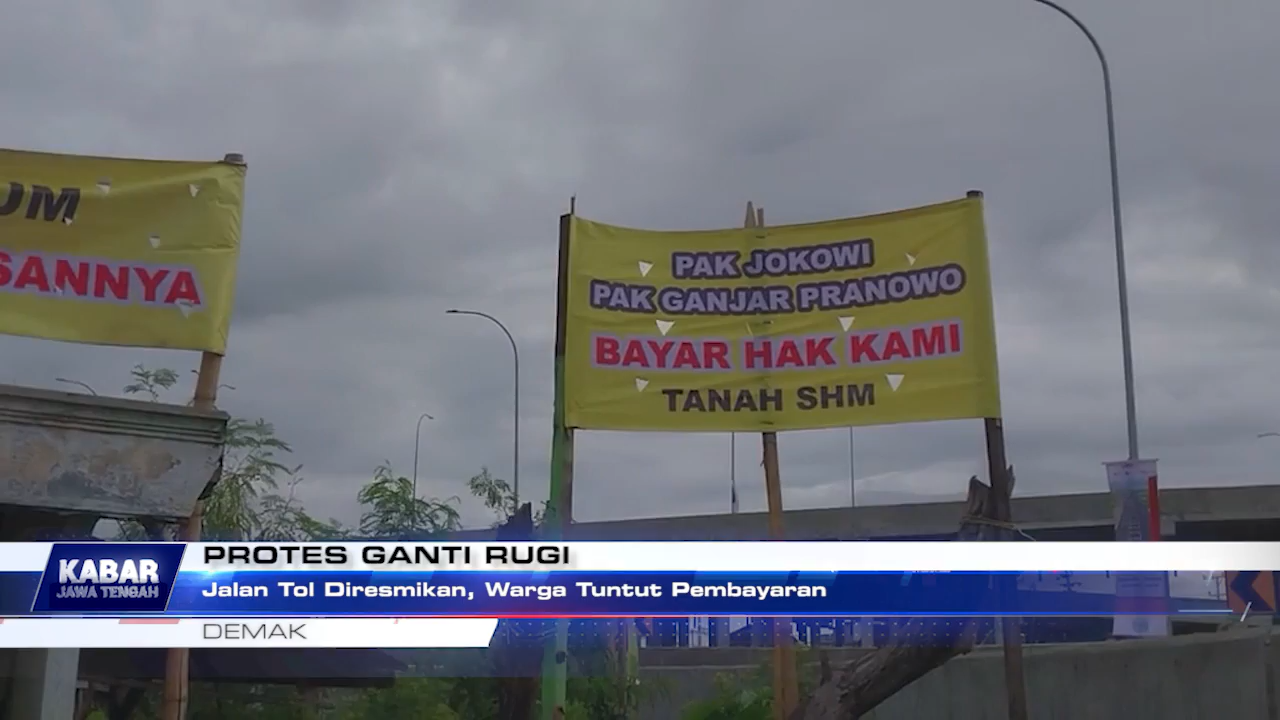 UM
SANNYA
PAK JOKOWI
PAK GANJAR PRANOWO
BAYAR HAK KAMI
TANAH SHM
PROTES GANTI RUGI
KABAR
JAWA TENGAH
Jalan Tol Diresmikan, Warga Tuntut Pembayaran
DEMAK